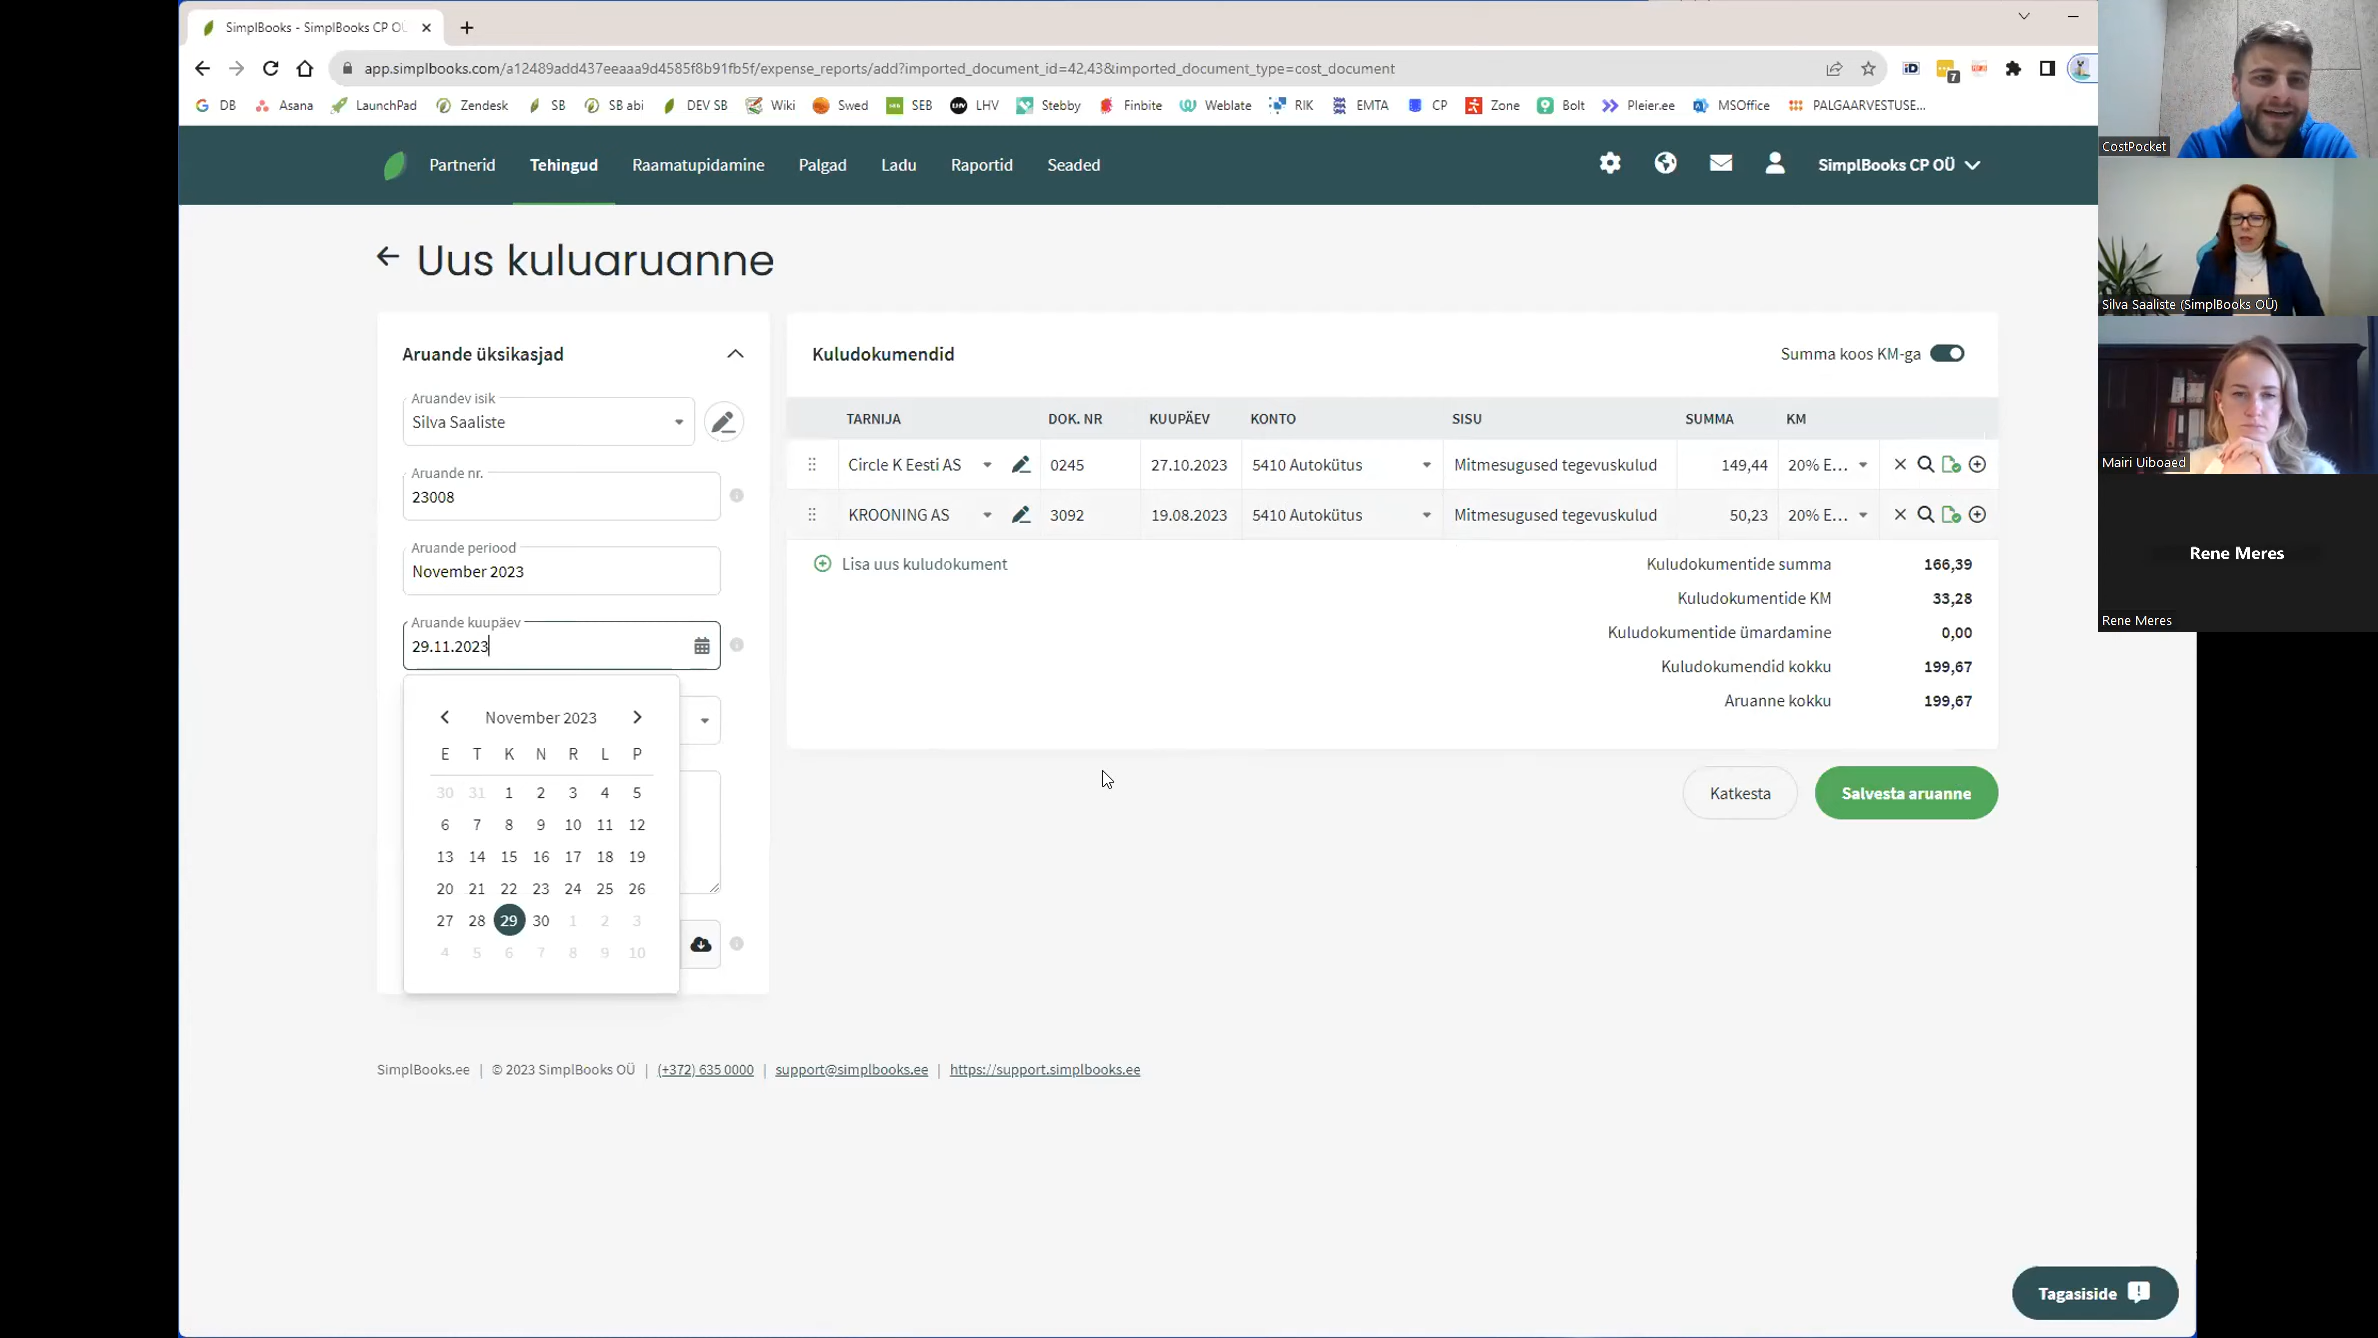 SimplBooks - SimplBooks CP OÜ
app.simplbooks.com/a12489add437eeaaa9d4585f8b91fb5f/expense_reports/add?imported_document_id=42,43&imported_document_type=cost_document
7
DB Asana LaunchPad Zendesk SB SB abi DEV SB Wiki Swed SEB LHV Stebby Finbite Weblate RIK EMTA CP Zone Bolt Pleier.ee MSOffice PALGAARVESTUSE...
Partnerid Tehingud Raamatupidamine Palgad Ladu Raportid Seaded SimplBooks CP OÜ
Uus kuluaruanne
Aruande üksikasjad
Aruandev isik
Silva Saaliste
Aruande nr.
23008
Aruande periood
November 2023
Aruande kuupäev
29.11.2023
November 2023
E T K N R L P
30 31 1 2 3 4 5
6 7 8 9 10 11 12
13 14 15 16 17 18 19
20 21 22 23 24 25 26
27 28 29 30 1 2 3
4 5 6 7 8 9 10
Kuludokumendid
Summa koos KM-ga
TARNIJA DOK. NR KUUPÄEV KONTO SISU SUMMA KM
Circle K Eesti AS 0245 27.10.2023 5410 Autokütus Mitmesugused tegevuskulud 149,44 20% E...
KROONING AS 3092 19.08.2023 5410 Autokütus Mitmesugused tegevuskulud 50,23 20% E...
Lisa uus kuludokument
Kuludokumentide summa 166,39
Kuludokumentide KM 33,28
Kuludokumentide ümardamine 0,00
Kuludokumendid kokku 199,67
Aruanne kokku 199,67
Katkesta
Salvesta aruanne
SimplBooks.ee | © 2023 SimplBooks OÜ | (+372) 635 0000 | support@simplbooks.ee | https://support.simplbooks.ee
Tagasiside
CostPocket
Silva Saaliste (SimplBooks OÜ)
Mairi Uiboaed
Rene Meres
Rene Meres